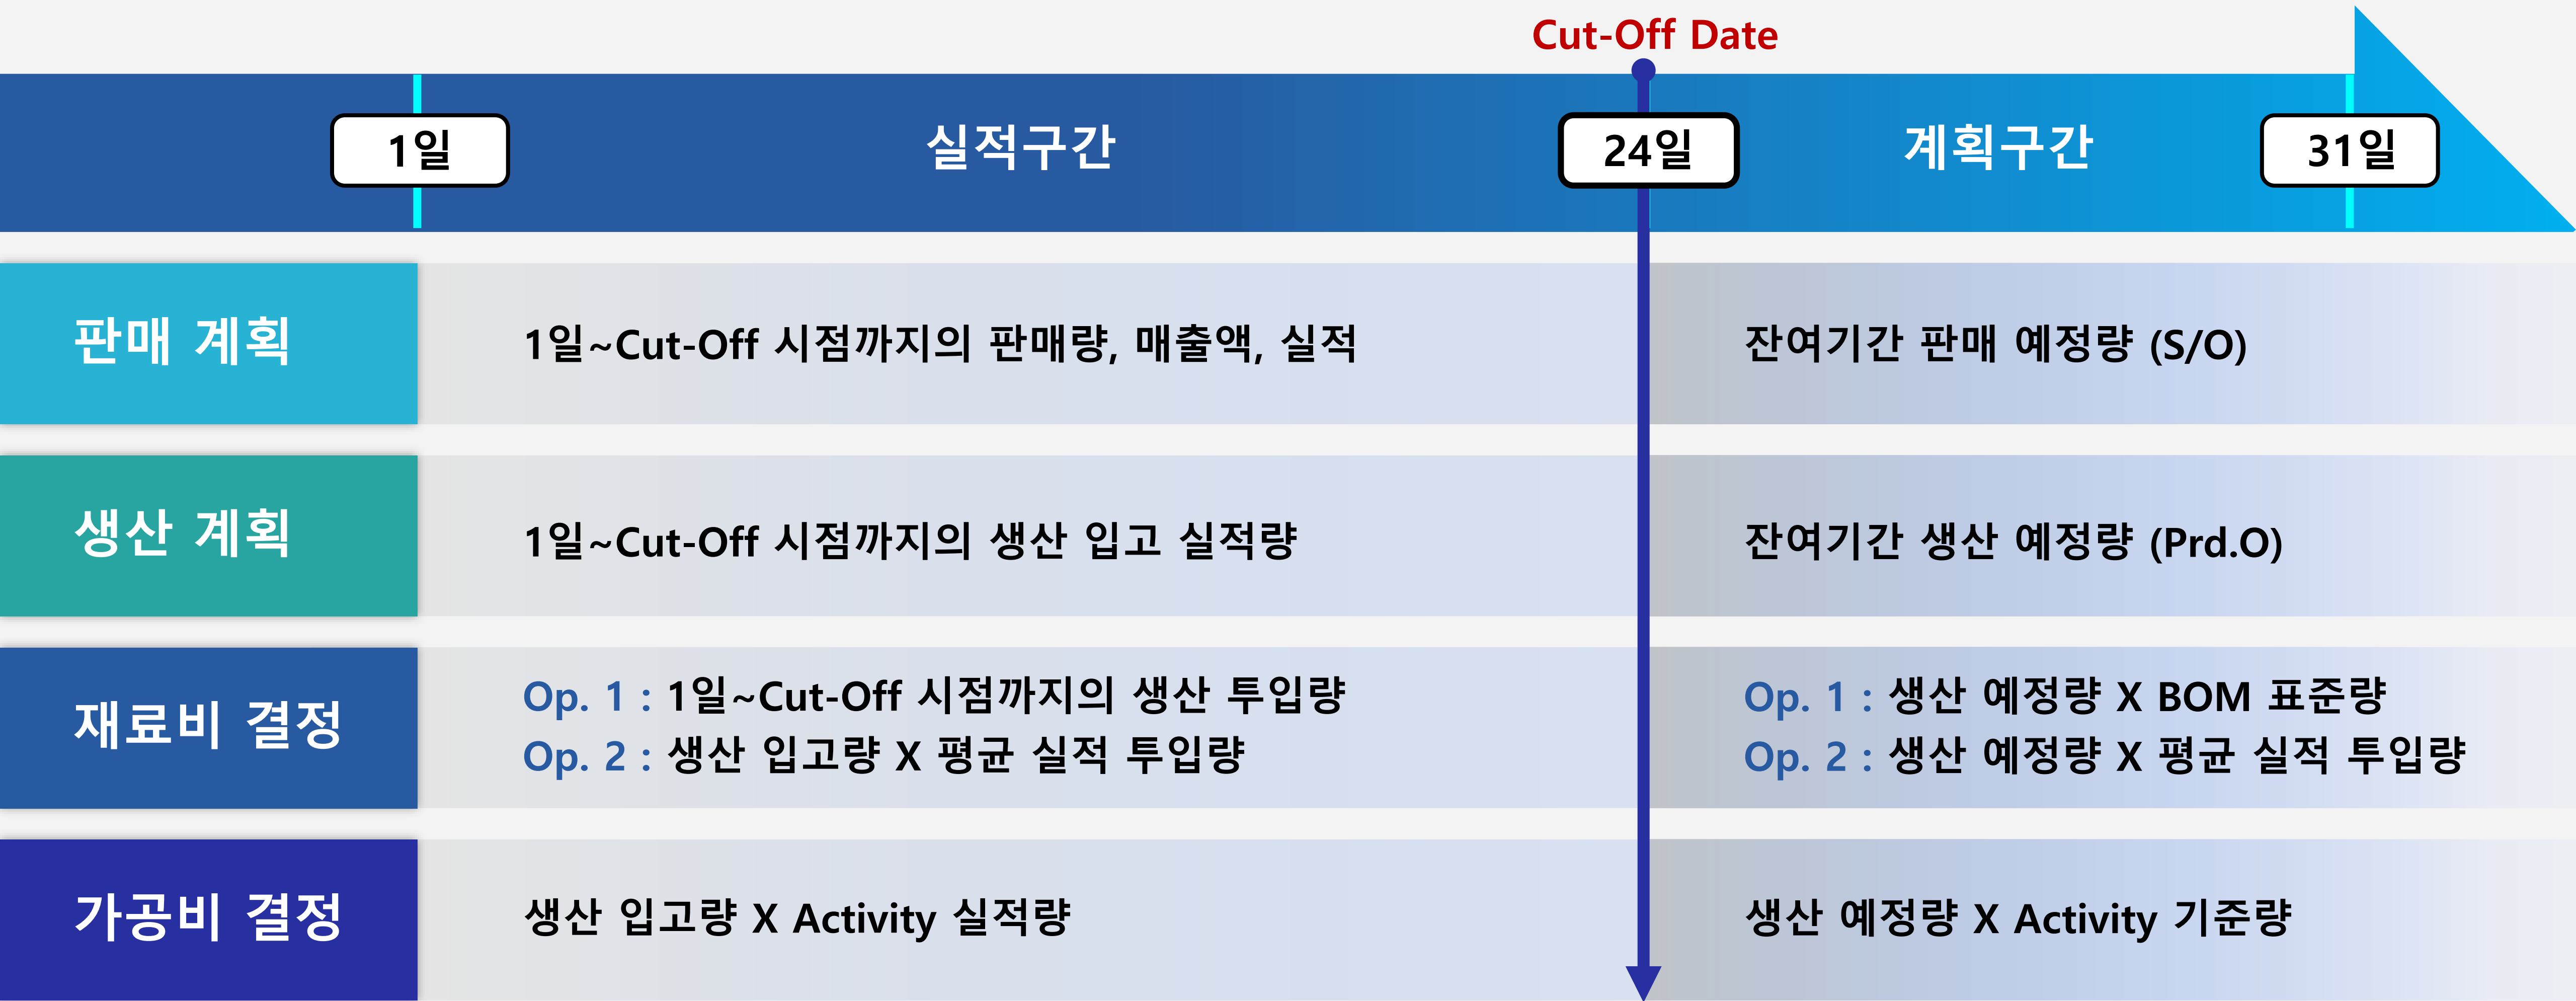 Cut-Off Date
1일
실적구간
24일
계획구간
31일
판매 계획
1일~Cut-Off 시점까지의 판매량, 매출액, 실적
잔여기간 판매 예정량 (S/O)
생산 계획
1일~Cut-Off 시점까지의 생산 입고 실적량
잔여기간 생산 예정량 (Prd.O)
재료비 결정
Op. 1 : 1일~Cut-Off 시점까지의 생산 투입량
Op. 2 : 생산 입고량 X 평균 실적 투입량
Op. 1 : 생산 예정량 X BOM 표준량
Op. 2 : 생산 예정량 X 평균 실적 투입량
가공비 결정
생산 입고량 X Activity 실적량
생산 예정량 X Activity 기준량